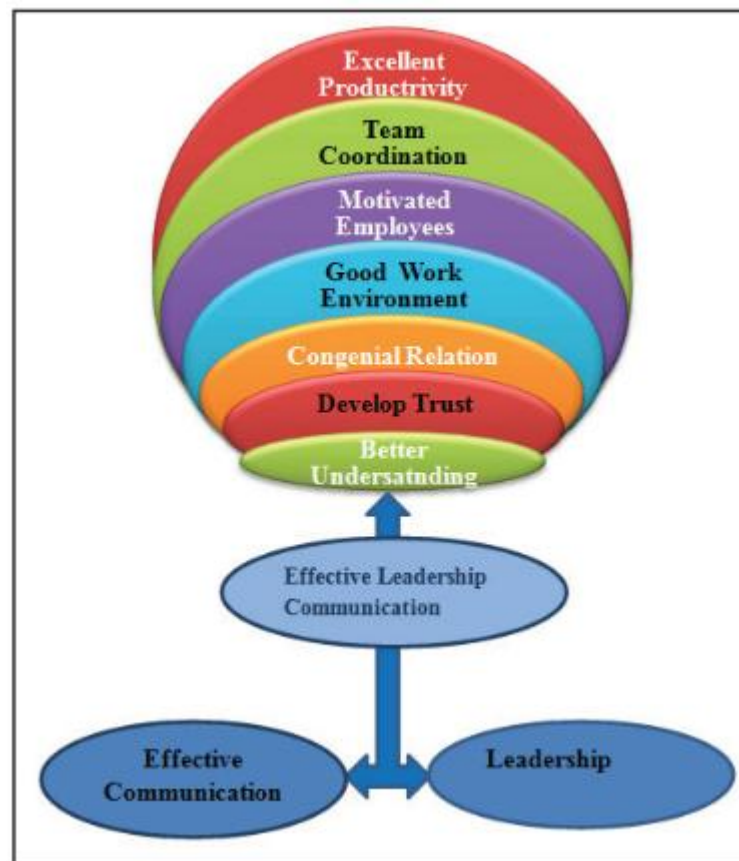 Excellent
Productrivity
Team
Coordination
Motivated
Employees
Good Work
Environment
Congenial Relation
Develop Trust
Better
Undersatnding
Effective Leadership
Communication
Effective
Communication
Leadership